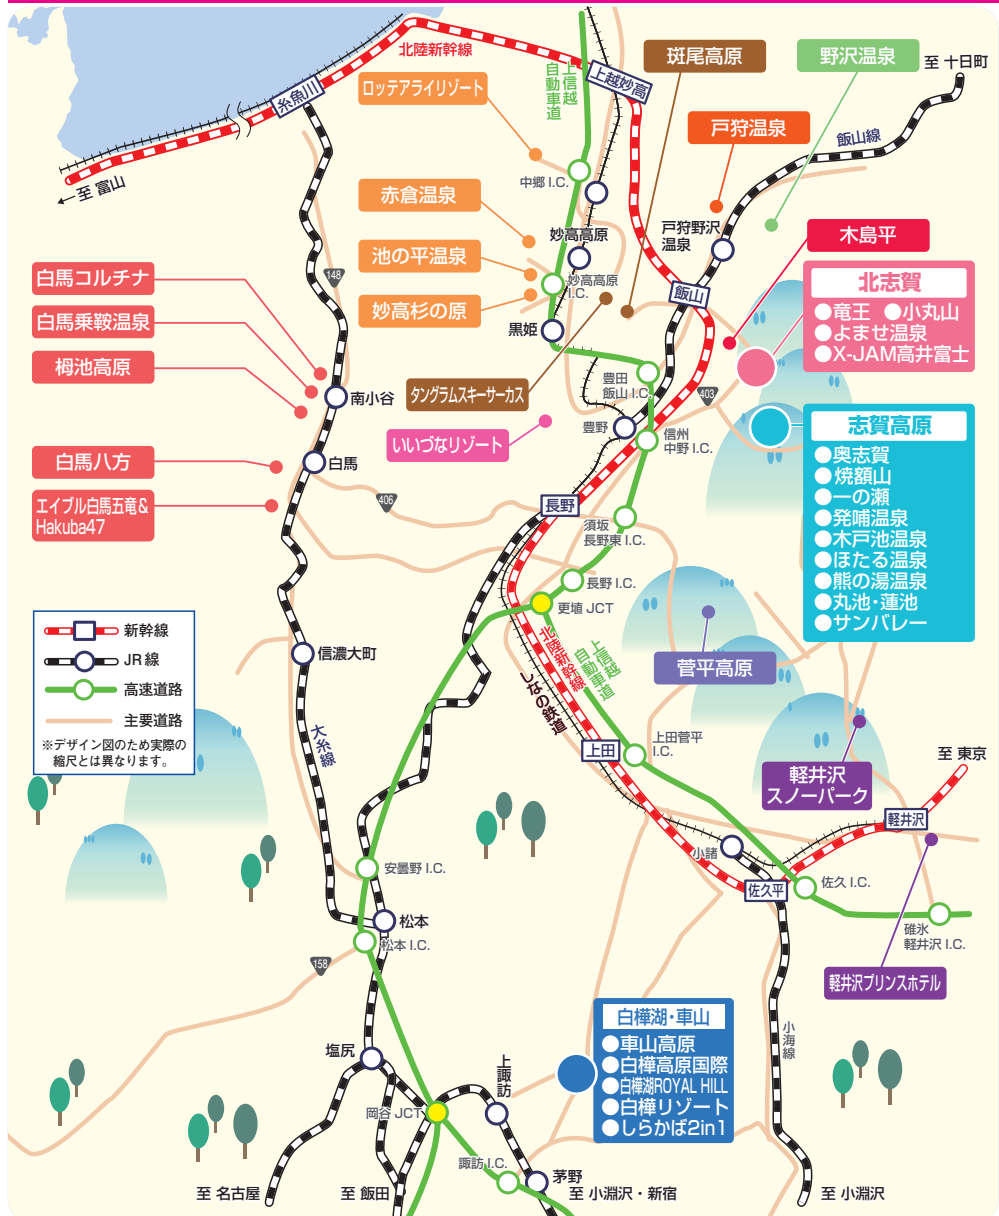 北陸新幹線
上信越
自動車道
上越妙高
糸魚川
至 富山
ロッテアライリゾート
中郷 I.C.
斑尾高原
野沢温泉
至 十日町
戸狩温泉
飯山線
赤倉温泉
池の平温泉
妙高杉の原
妙高高原
妙高高原
I.C.
黒姫
戸狩野沢
温泉
飯山
木島平
北志賀
●竜王 ●小丸山
●よませ温泉
●X-JAM高井富士
148
白馬コルチナ
白馬乗鞍温泉
栂池高原
南小谷
白馬八方
白馬
エイブル白馬五竜&
Hakuba47
タングラムスキーサーカス
いいづなリゾート
豊田
飯山 I.C.
豊野
403
信州
中野 I.C.
志賀高原
●奥志賀
●焼額山
●一の瀬
●発哺温泉
●木戸池温泉
●ほたる温泉
●熊の湯温泉
●丸池・蓮池
●サンバレー
406
長野
須坂
長野東 I.C.
長野 I.C.
更埴 JCT
新幹線
JR線
高速道路
主要道路
※デザイン図のため実際の
縮尺とは異なります。
信濃大町
大糸線
北陸新幹線
上信越
自動車道
しなの鉄道
菅平高原
上田
上田菅平
I.C.
軽井沢
スノーパーク
至 東京
軽井沢
小諸
佐久平
佐久 I.C.
碓氷
軽井沢 I.C.
軽井沢プリンスホテル
安曇野 I.C.
松本
松本 I.C.
158
塩尻
岡谷 JCT
上諏訪
諏訪 I.C.
茅野
白樺湖・車山
●車山高原
●白樺高原国際
●白樺湖ROYAL HILL
●白樺リゾート
●しらかば2in1
小海線
至 名古屋
至 飯田
至 小淵沢・新宿
至 小淵沢